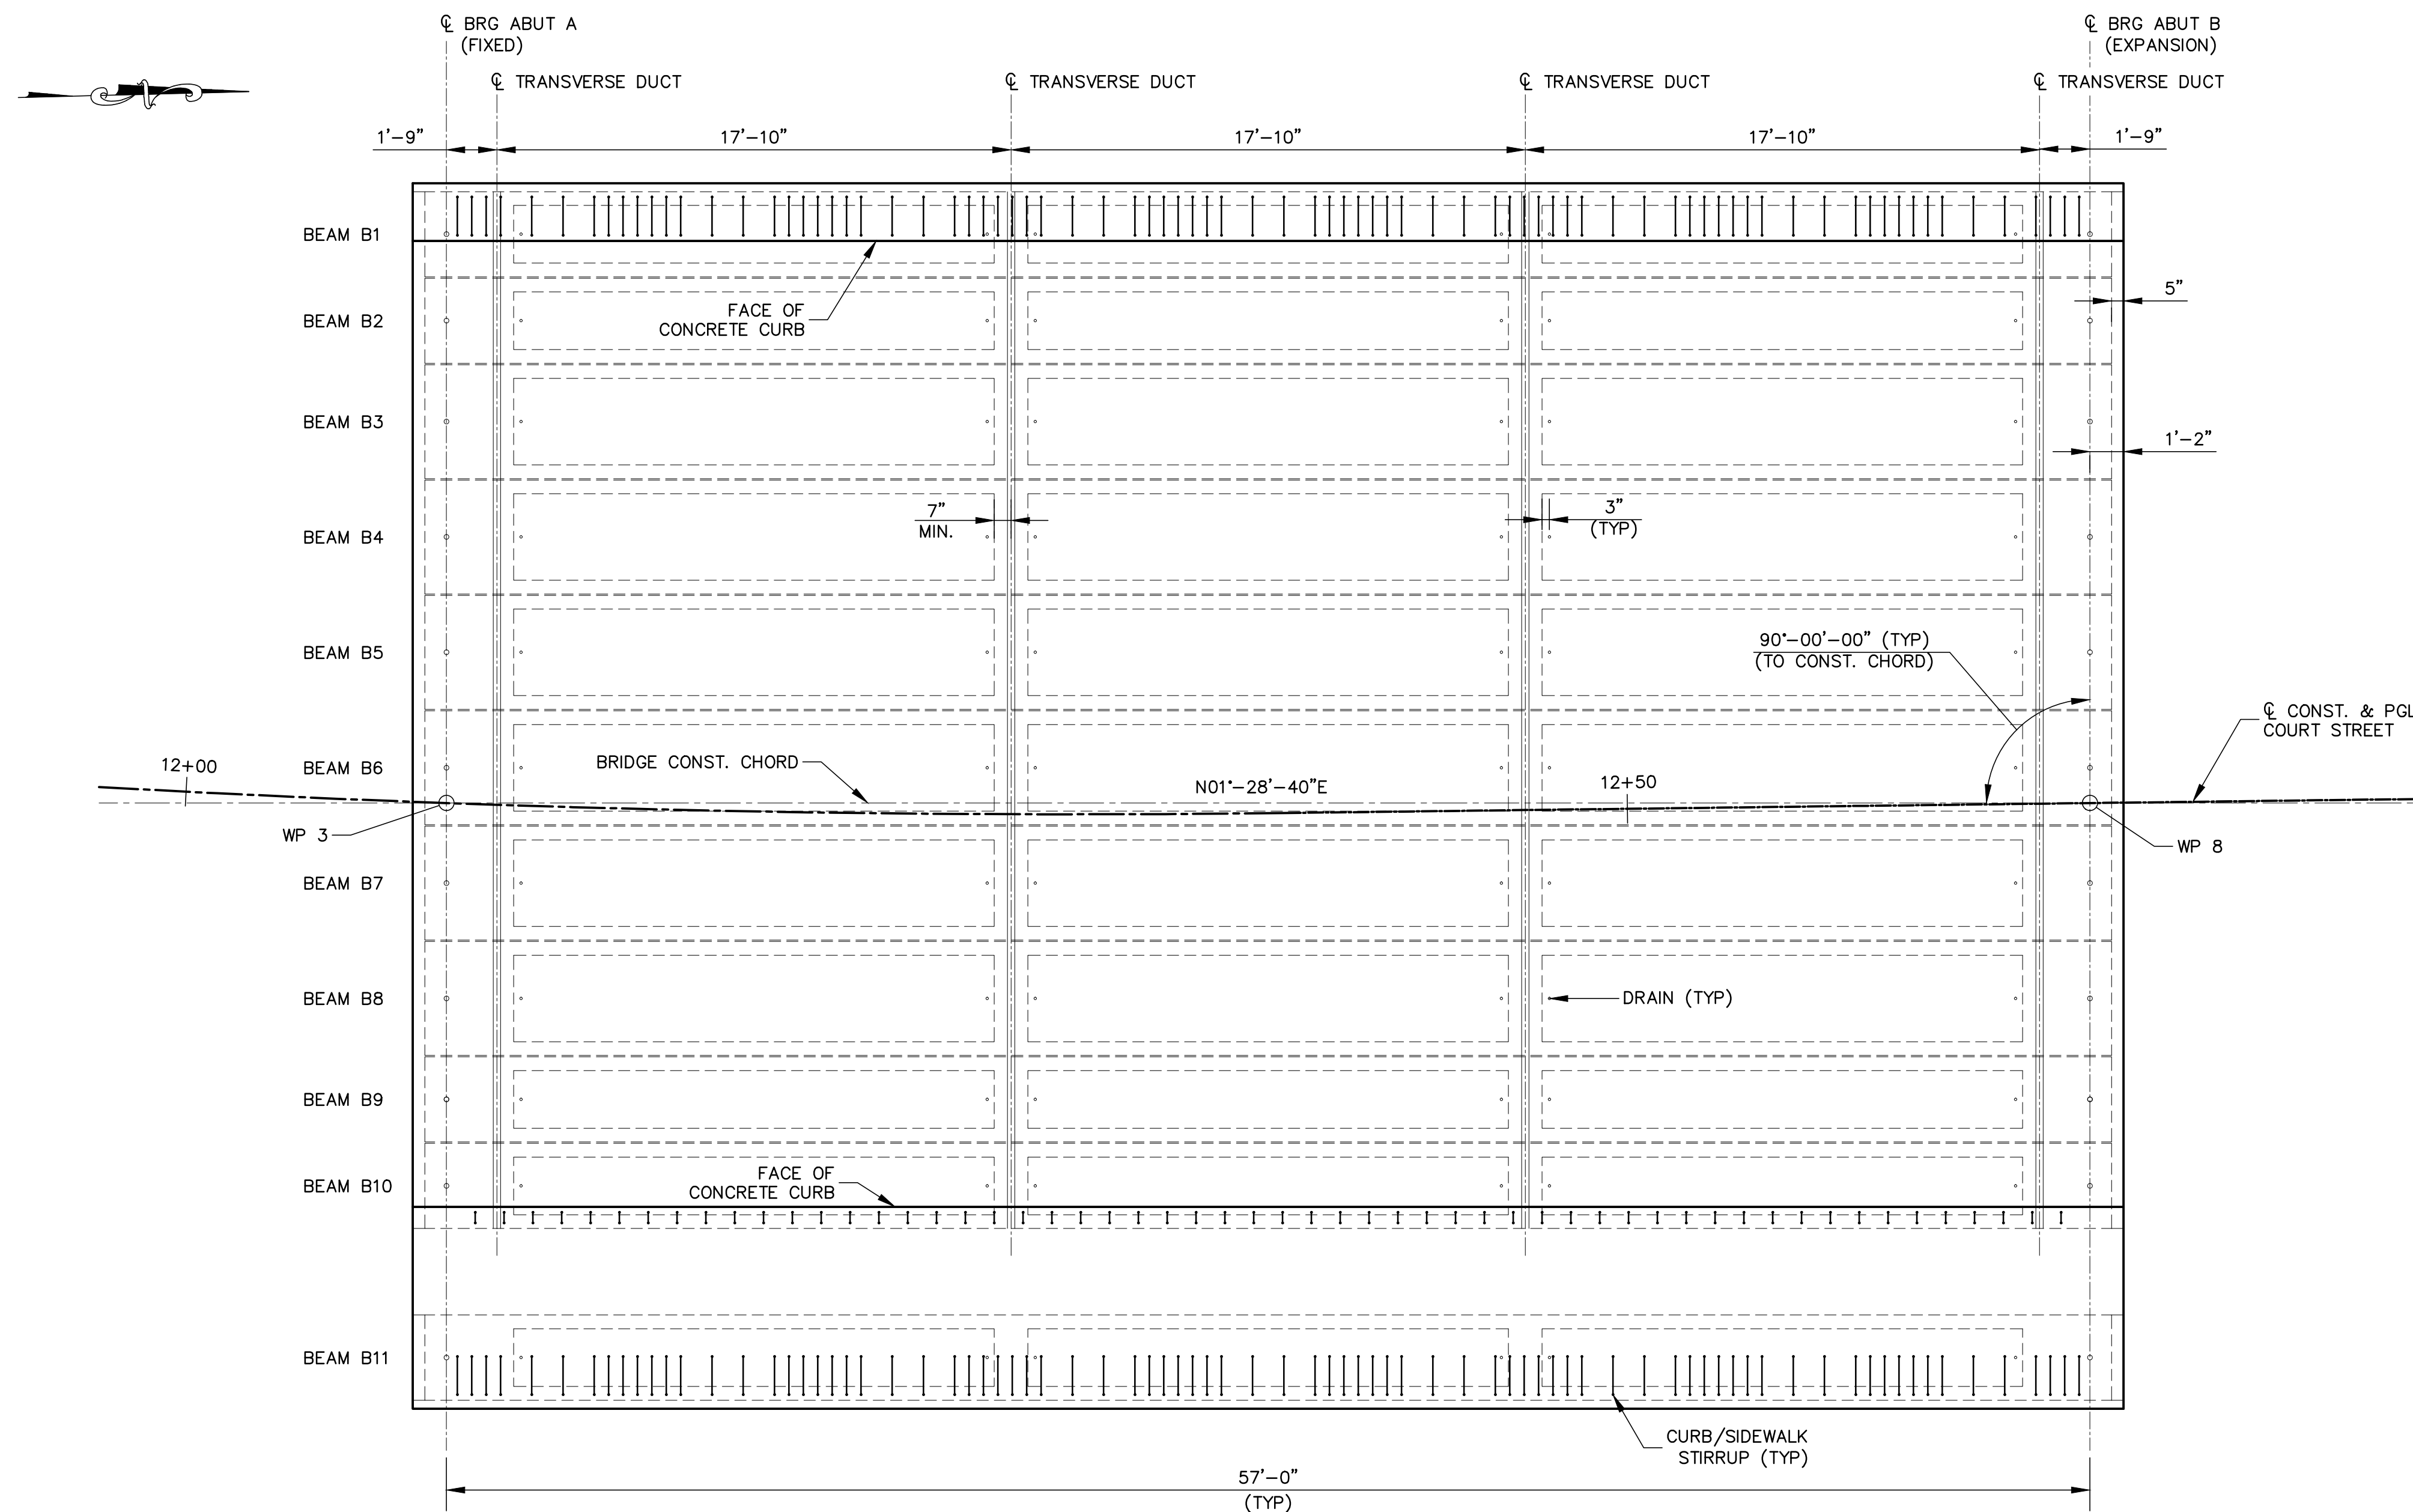 ℄ BRG ABUT A
(FIXED)
℄ BRG ABUT B
(EXPANSION)
N
℄ TRANSVERSE DUCT
℄ TRANSVERSE DUCT
℄ TRANSVERSE DUCT
℄ TRANSVERSE DUCT
1'-9"
17'-10"
17'-10"
17'-10"
1'-9"
BEAM B1
5"
FACE OF
CONCRETE CURB
BEAM B2
BEAM B3
1'-2"
7"
MIN.
3"
(TYP)
BEAM B4
90°-00'-00" (TYP)
(TO CONST. CHORD)
BEAM B5
℄ CONST. & PGL
COURT STREET
12+00
BEAM B6
BRIDGE CONST. CHORD
N01°-28'-40"E
12+50
WP 3
WP 8
BEAM B7
BEAM B8
DRAIN (TYP)
BEAM B9
FACE OF
CONCRETE CURB
BEAM B10
BEAM B11
CURB/SIDEWALK
STIRRUP (TYP)
57'-0"
(TYP)